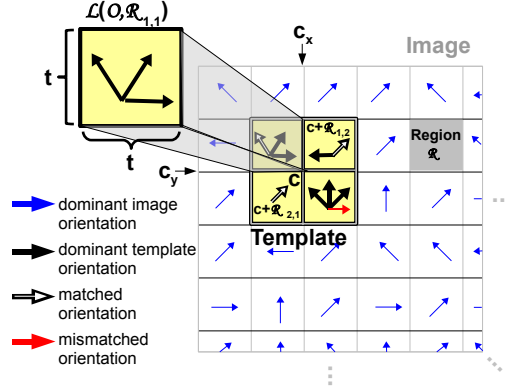 ℒ(O,ℛ₁,₁)
cₓ
Image
t
t
c+ℛ₁,₂
Region
ℛ
c_y
c
c+ℛ₂,₁
Template
dominant image
orientation
dominant template
orientation
matched
orientation
mismatched
orientation